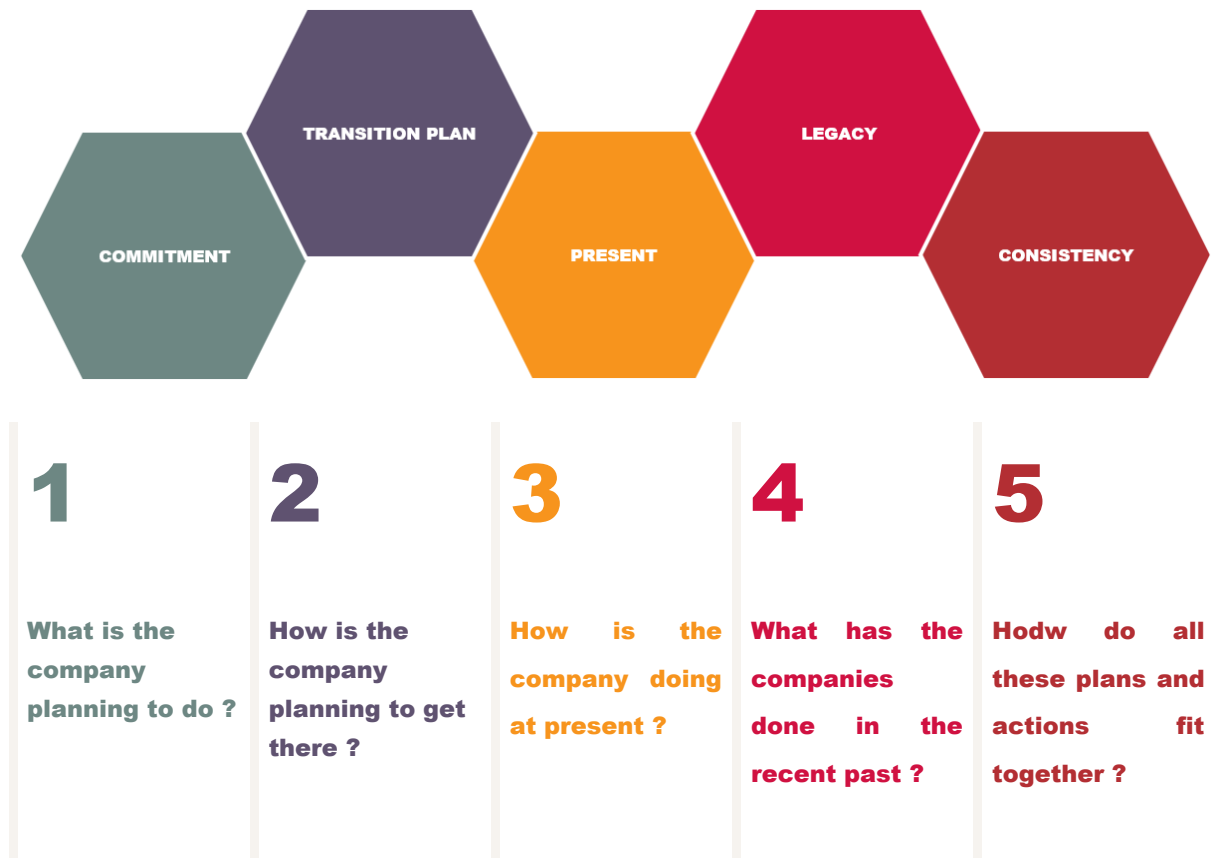 TRANSITION PLAN
LEGACY
COMMITMENT
PRESENT
CONSISTENCY
1
What is the
company
planning to do ?
2
How is the
company
planning to get
there ?
3
How is the
company doing
at present ?
4
What has the
companies
done in the
recent past ?
5
Hodw do all
these plans and
actions fit
together ?